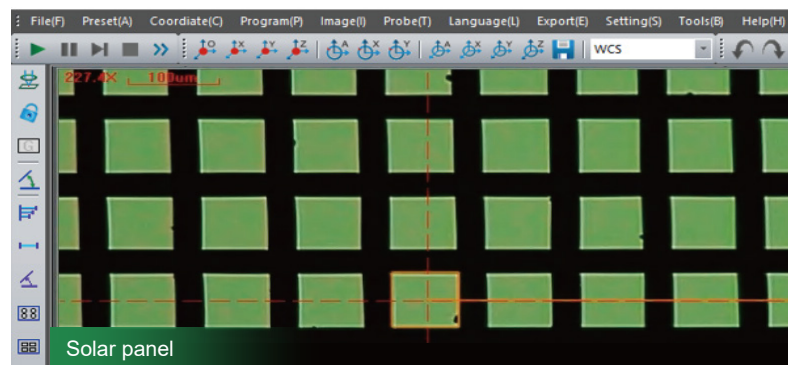 File(F) Preset(A) Coordiate(C) Program(P) Image(I) Probe(T) Language(L) Export(E) Setting(S) Tools(B) Help(H)
WCS
227.4X 100um
Solar panel